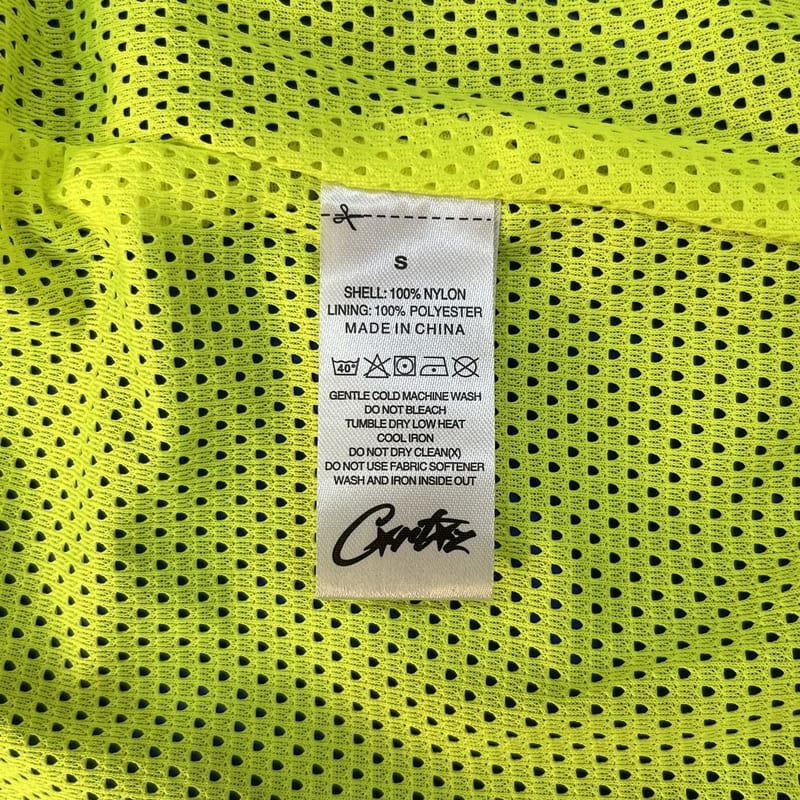 S
SHELL: 100% NYLON
LINING: 100% POLYESTER
MADE IN CHINA
40°
GENTLE COLD MACHINE WASH
DO NOT BLEACH
TUMBLE DRY LOW HEAT
COOL IRON
DO NOT DRY CLEAN(X)
DO NOT USE FABRIC SOFTENER
WASH AND IRON INSIDE OUT
Corteiz